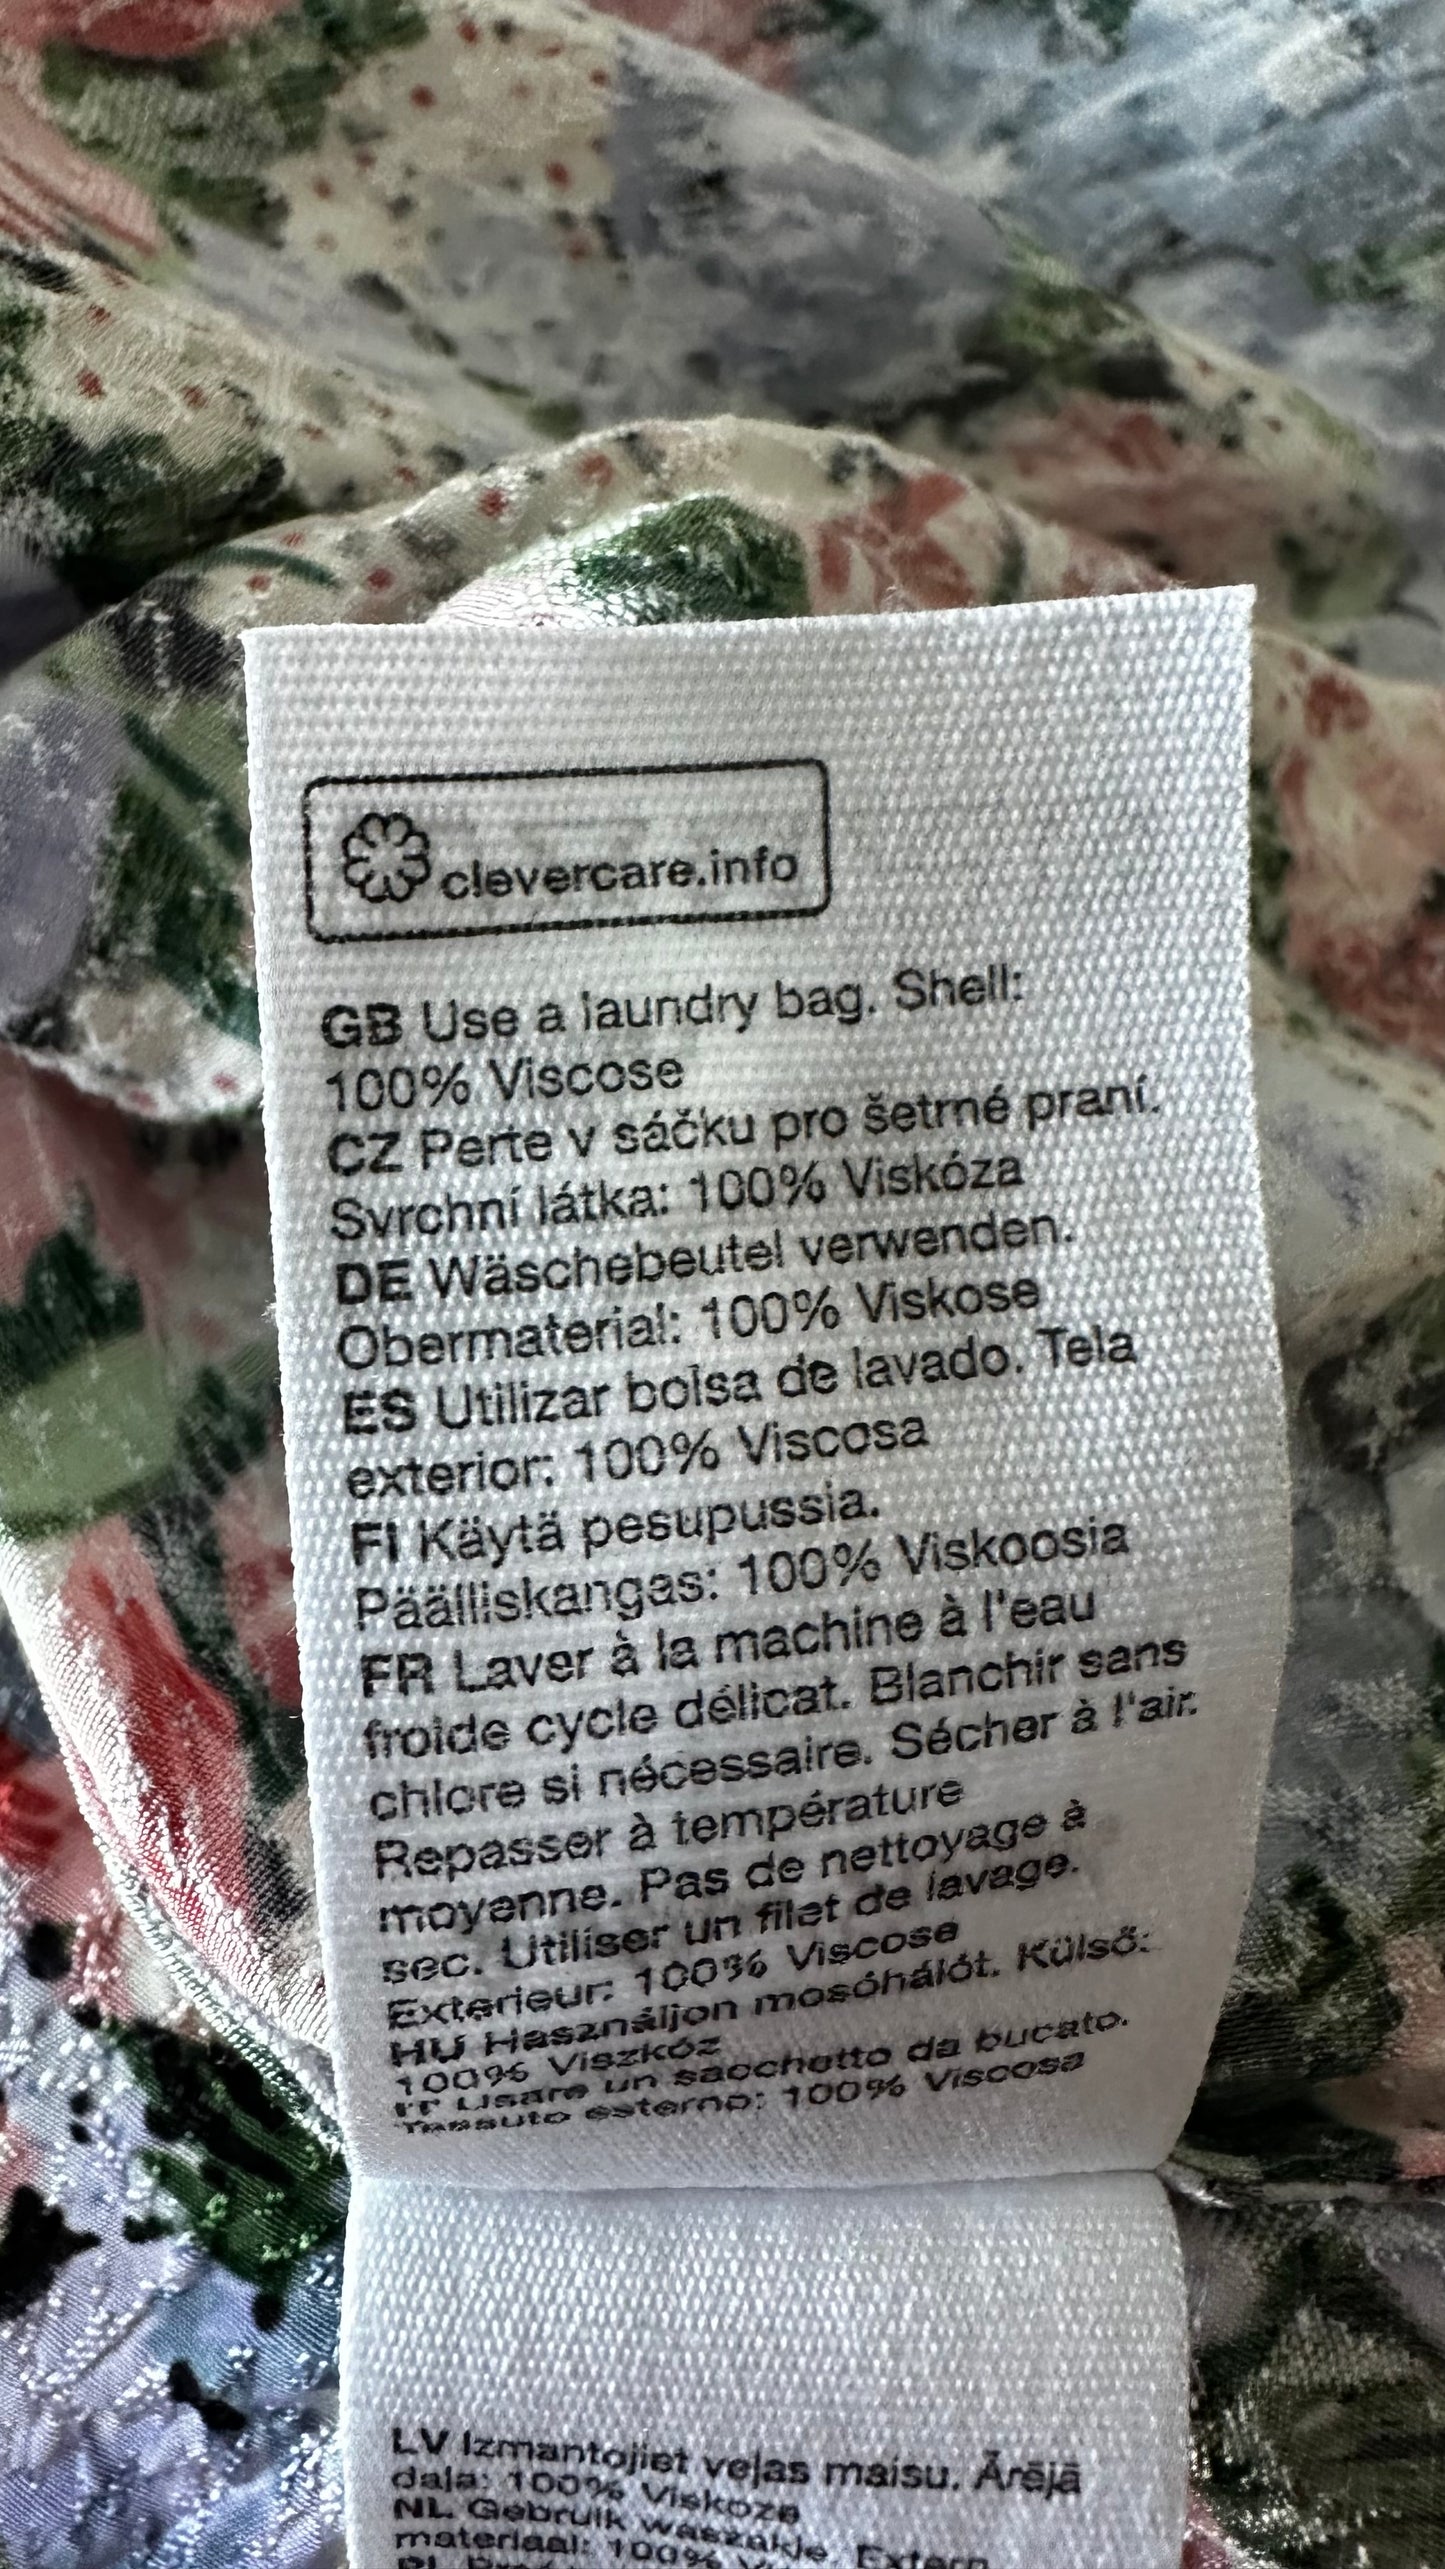 clevercare.info
GB Use a laundry bag. Shell:
100% Viscose
CZ Perte v sáčku pro šetrné praní.
Svrchní látka: 100% Viskóza
DE Wäschebeutel verwenden.
Obermaterial: 100% Viskose
ES Utilizar bolsa de lavado. Tela
exterior: 100% Viscosa
FI Käytä pesupussia.
Päälliskangas: 100% Viskoosia
FR Laver à la machine à l'eau
froide cycle délicat. Blanchir sans
chlore si nécessaire. Sécher à l'air.
Repasser à température
moyenne. Pas de nettoyage à
sec. Utiliser un filet de lavage.
Exterieur: 100% Viscose
HU Használjon mosóhálót. Külső:
100% Viszkóz
IT Usare un sacchetto da bucato.
Tessuto esterno: 100% Viscosa
LV Izmantojiet veļas maisu. Ārējā
daļa: 100% Viskoze
NL Gebruik waszakje. Extern
materiaal: 100%